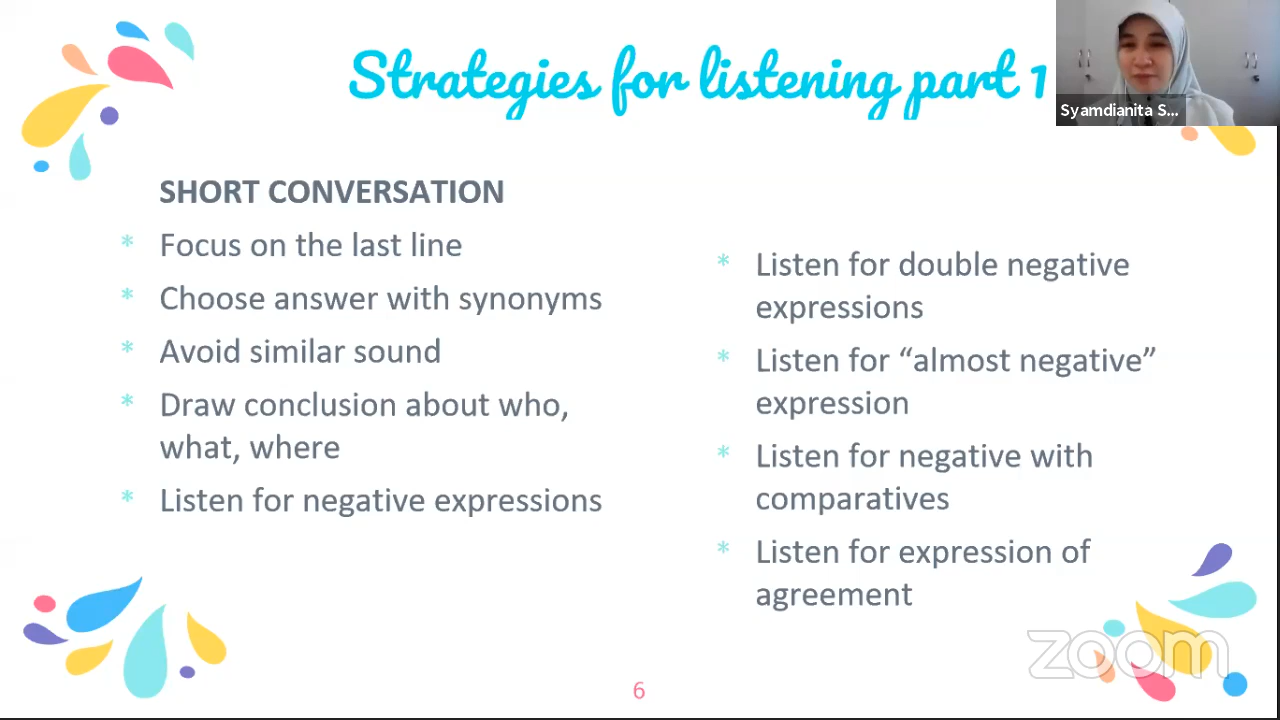 Strategies for listening part 1
Syamdianita S...
SHORT CONVERSATION
* Focus on the last line
* Choose answer with synonyms
* Avoid similar sound
* Draw conclusion about who,
what, where
* Listen for negative expressions
* Listen for double negative
expressions
* Listen for “almost negative”
expression
* Listen for negative with
comparatives
* Listen for expression of
agreement
zoom
6